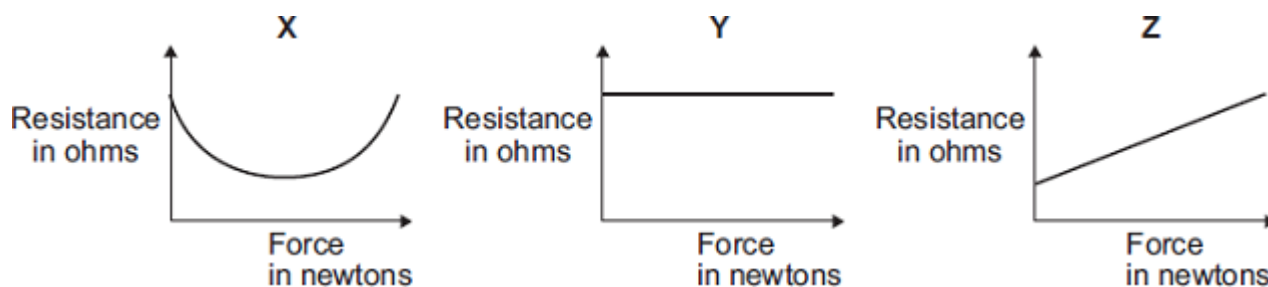 X
Resistance
in ohms
Force
in newtons
Y
Resistance
in ohms
Force
in newtons
Z
Resistance
in ohms
Force
in newtons